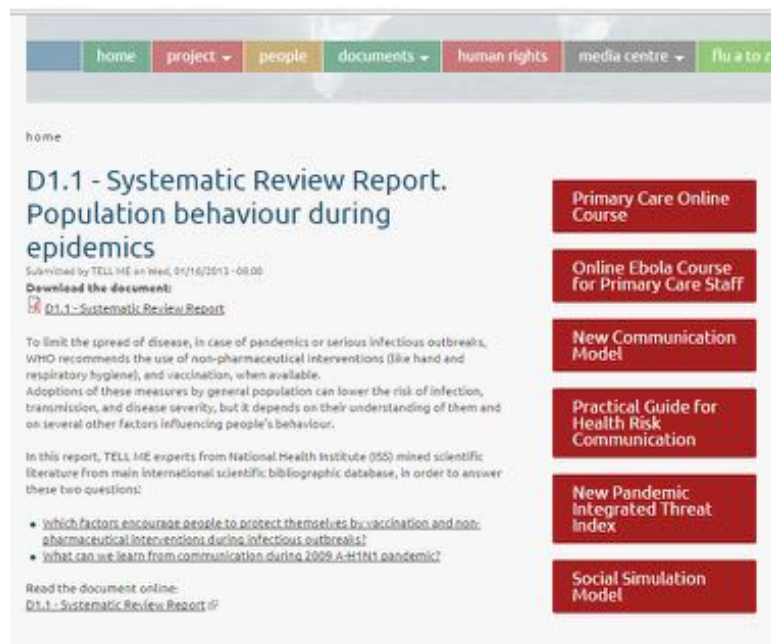 home
project
people
documents
human rights
media centre
flu a to z
home
D1.1 - Systematic Review Report.
Population behaviour during
epidemics
Submitted by TELL ME on Wed, 01/16/2013 - 08:00
Download the document:
D1.1 - Systematic Review Report
To limit the spread of disease, in case of pandemics or serious infectious outbreaks,
WHO recommends the use of non-pharmaceutical interventions (like hand and
respiratory hygiene), and vaccination, when available.
Adoptions of these measures by general population can lower the risk of infection,
transmission, and disease severity, but it depends on their understanding of them and
on several other factors influencing people's behaviour.
In this report, TELL ME experts from National Health Institute (ISS) mined scientific
literature from main international scientific bibliographic database, in order to answer
these two questions:
Which factors encourage people to protect themselves by vaccination and non-
pharmaceutical interventions during infectious outbreaks?
What can we learn from communication during 2009 A-H1N1 pandemic?
Read the document online:
D1.1 - Systematic Review Report
Primary Care Online
Course
Online Ebola Course
for Primary Care Staff
New Communication
Model
Practical Guide for
Health Risk
Communication
New Pandemic
Integrated Threat
Index
Social Simulation
Model